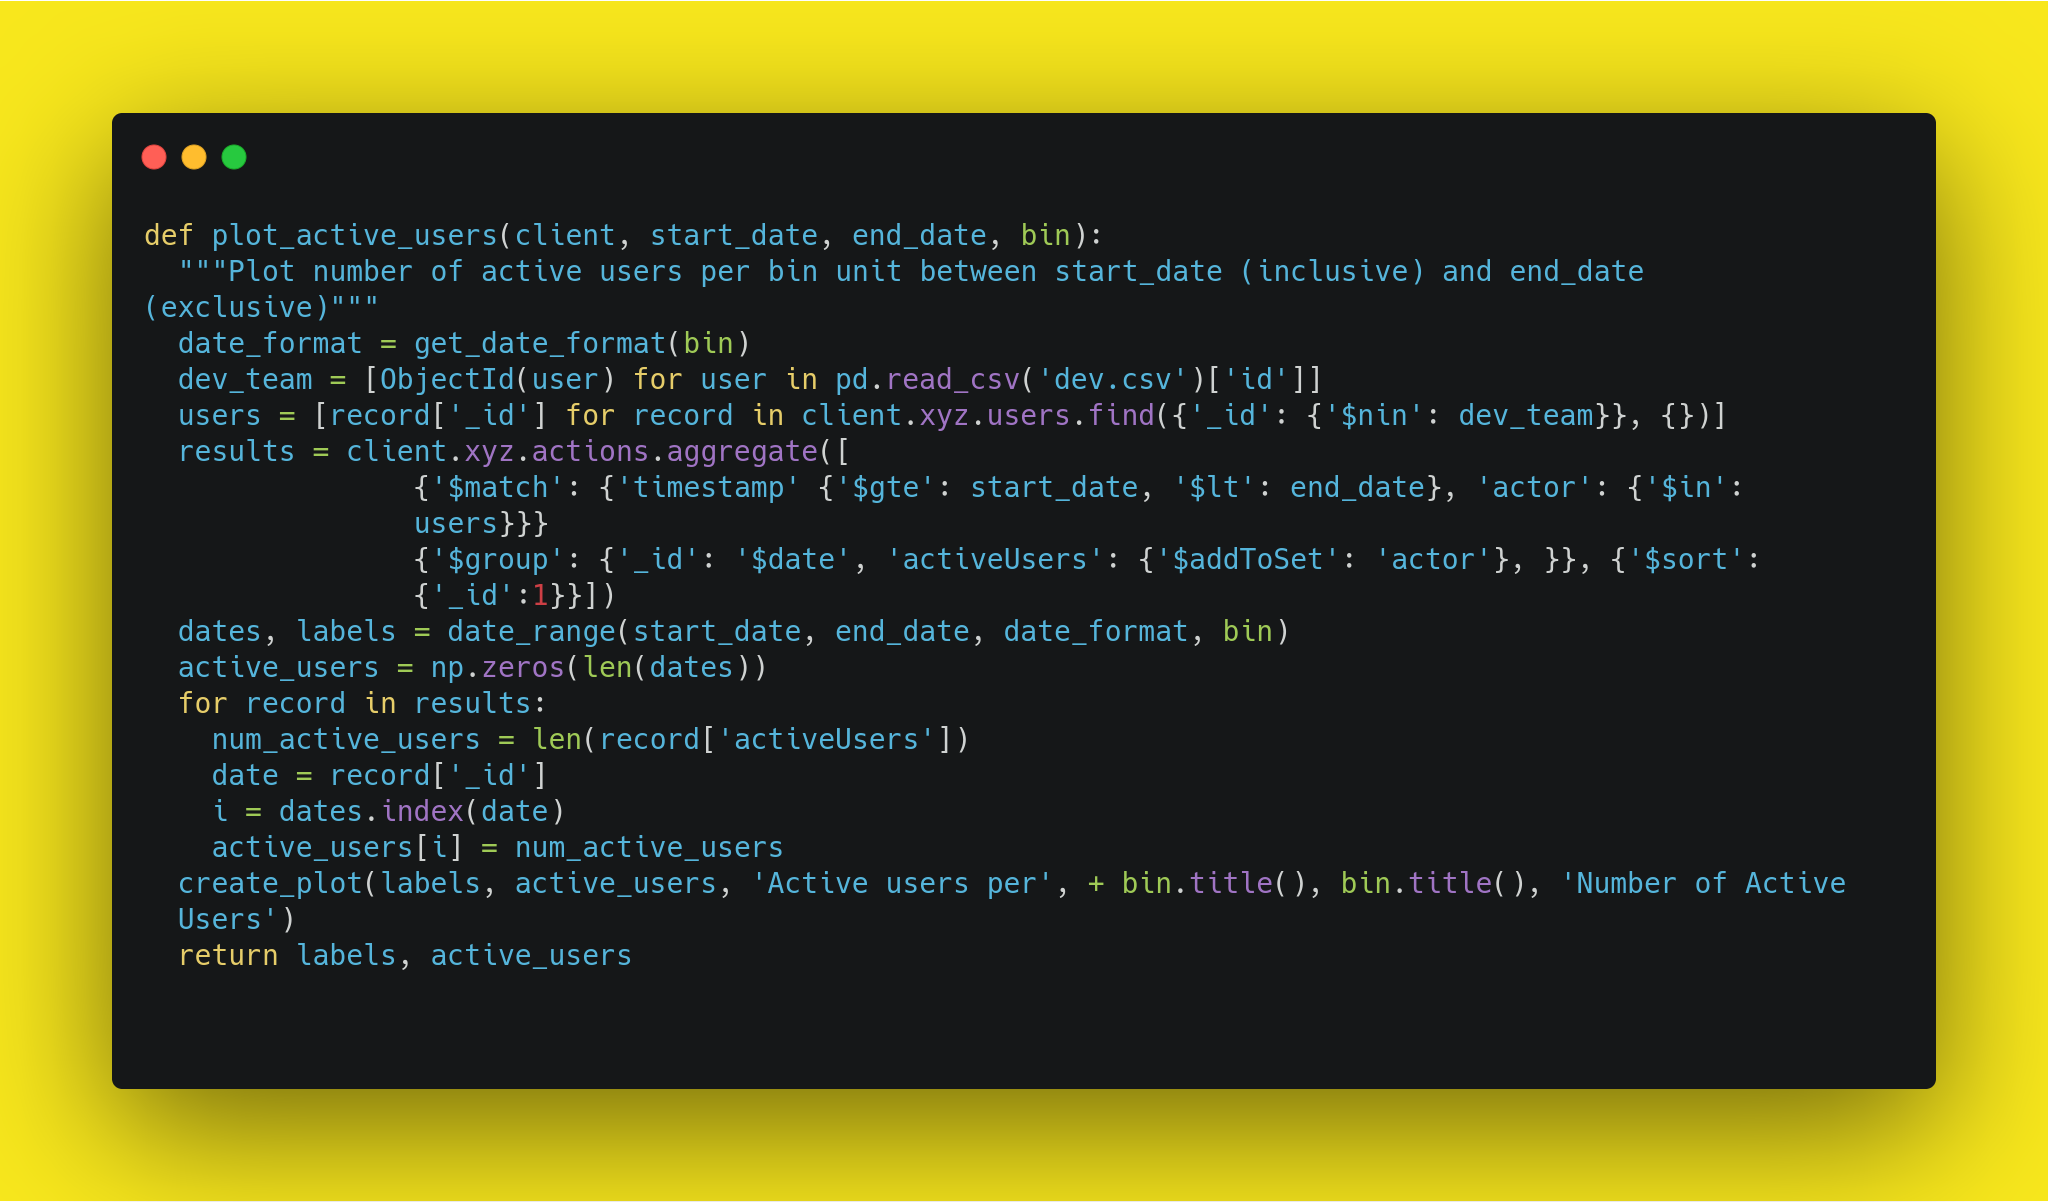 def plot_active_users(client, start_date, end_date, bin):
  """Plot number of active users per bin unit between start_date (inclusive) and end_date
(exclusive)"""
  date_format = get_date_format(bin)
  dev_team = [ObjectId(user) for user in pd.read_csv('dev.csv')['id']]
  users = [record['_id'] for record in client.xyz.users.find({'_id': {'$nin': dev_team}}, {})]
  results = client.xyz.actions.aggregate([
                {'$match': {'timestamp' {'$gte': start_date, '$lt': end_date}, 'actor': {'$in':
                users}}}
                {'$group': {'_id': '$date', 'activeUsers': {'$addToSet': 'actor'}, }}, {'$sort':
                {'_id':1}}])
  dates, labels = date_range(start_date, end_date, date_format, bin)
  active_users = np.zeros(len(dates))
  for record in results:
    num_active_users = len(record['activeUsers'])
    date = record['_id']
    i = dates.index(date)
    active_users[i] = num_active_users
  create_plot(labels, active_users, 'Active users per', + bin.title(), bin.title(), 'Number of Active
  Users')
  return labels, active_users